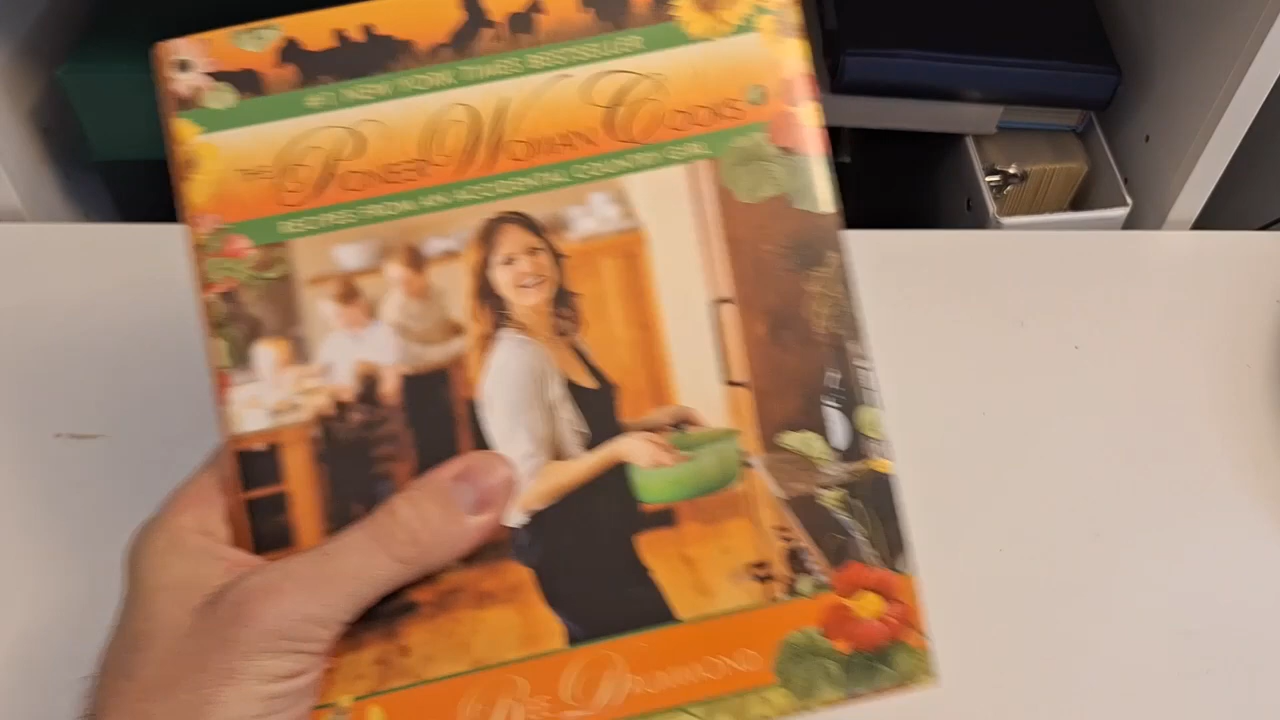 #1 NEW YORK TIMES BESTSELLER
THE PIONEER WOMAN COOKS
RECIPES FROM AN ACCIDENTAL COUNTRY GIRL
REE DRUMMOND